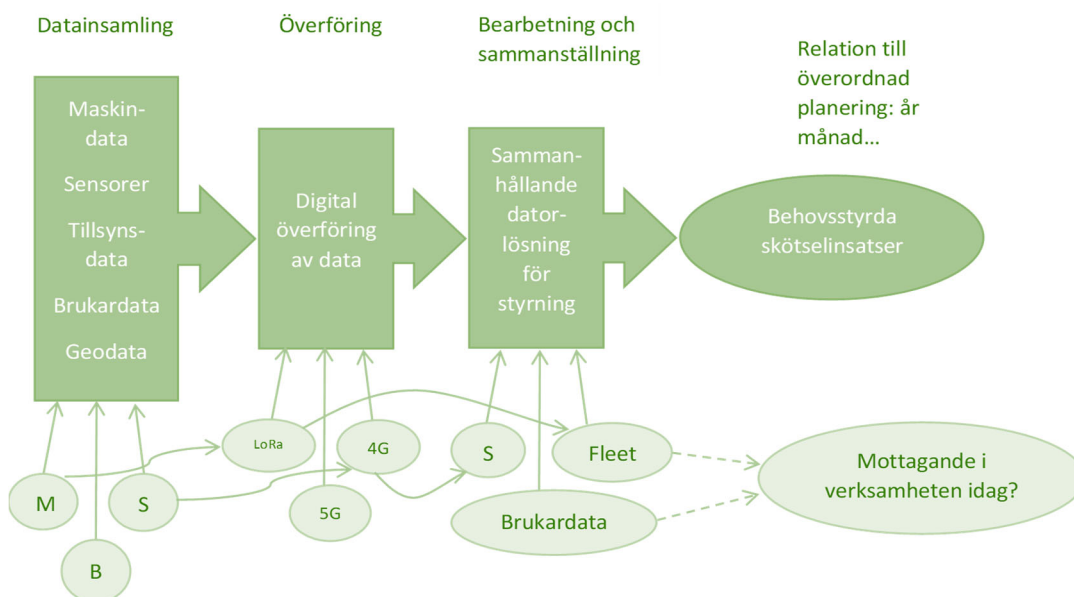 Datainsamling
Överföring
Bearbetning och
sammanställning
Relation till
överordnad
planering: år
månad...
Maskin-
data
Sensorer
Tillsyns-
data
Brukardata
Geodata
Digital
överföring
av data
Samman-
hållande
dator-
lösning
för
styrning
Behovsstyrda
skötselinsatser
M
B
S
LoRa
5G
4G
S
Fleet
Brukardata
Mottagande i
verksamheten idag?